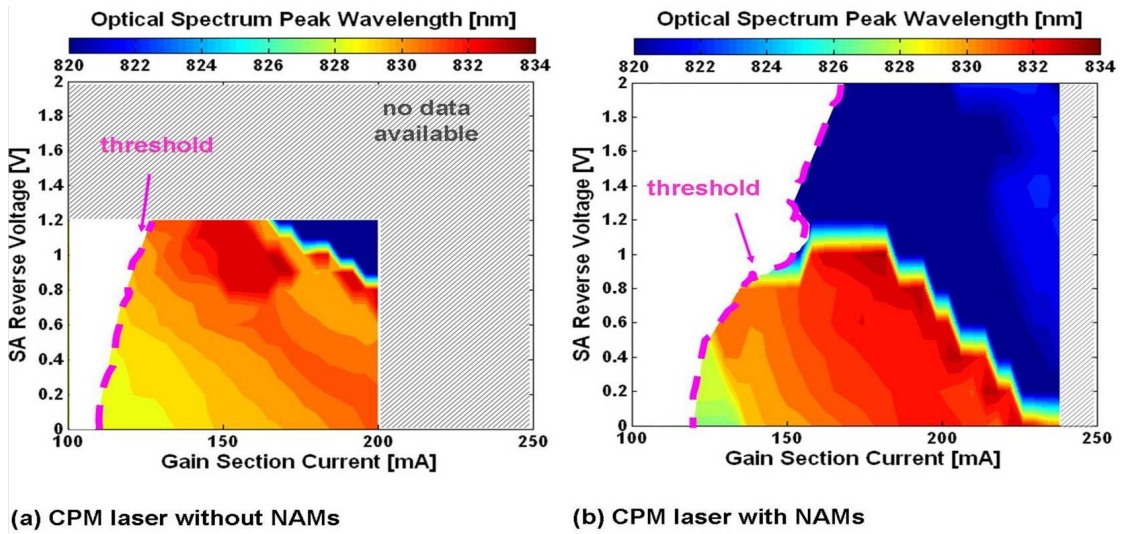 Optical Spectrum Peak Wavelength [nm]
820 822 824 826 828 830 832 834
2
1.8
1.6
1.4
1.2
1
0.8
0.6
0.4
0.2
0
SA Reverse Voltage [V]
no data
available
threshold
100 150 200 250
Gain Section Current [mA]
(a) CPM laser without NAMs
Optical Spectrum Peak Wavelength [nm]
820 822 824 826 828 830 832 834
2
1.8
1.6
1.4
1.2
1
0.8
0.6
0.4
0.2
0
SA Reverse Voltage [V]
threshold
100 150 200 250
Gain Section Current [mA]
(b) CPM laser with NAMs